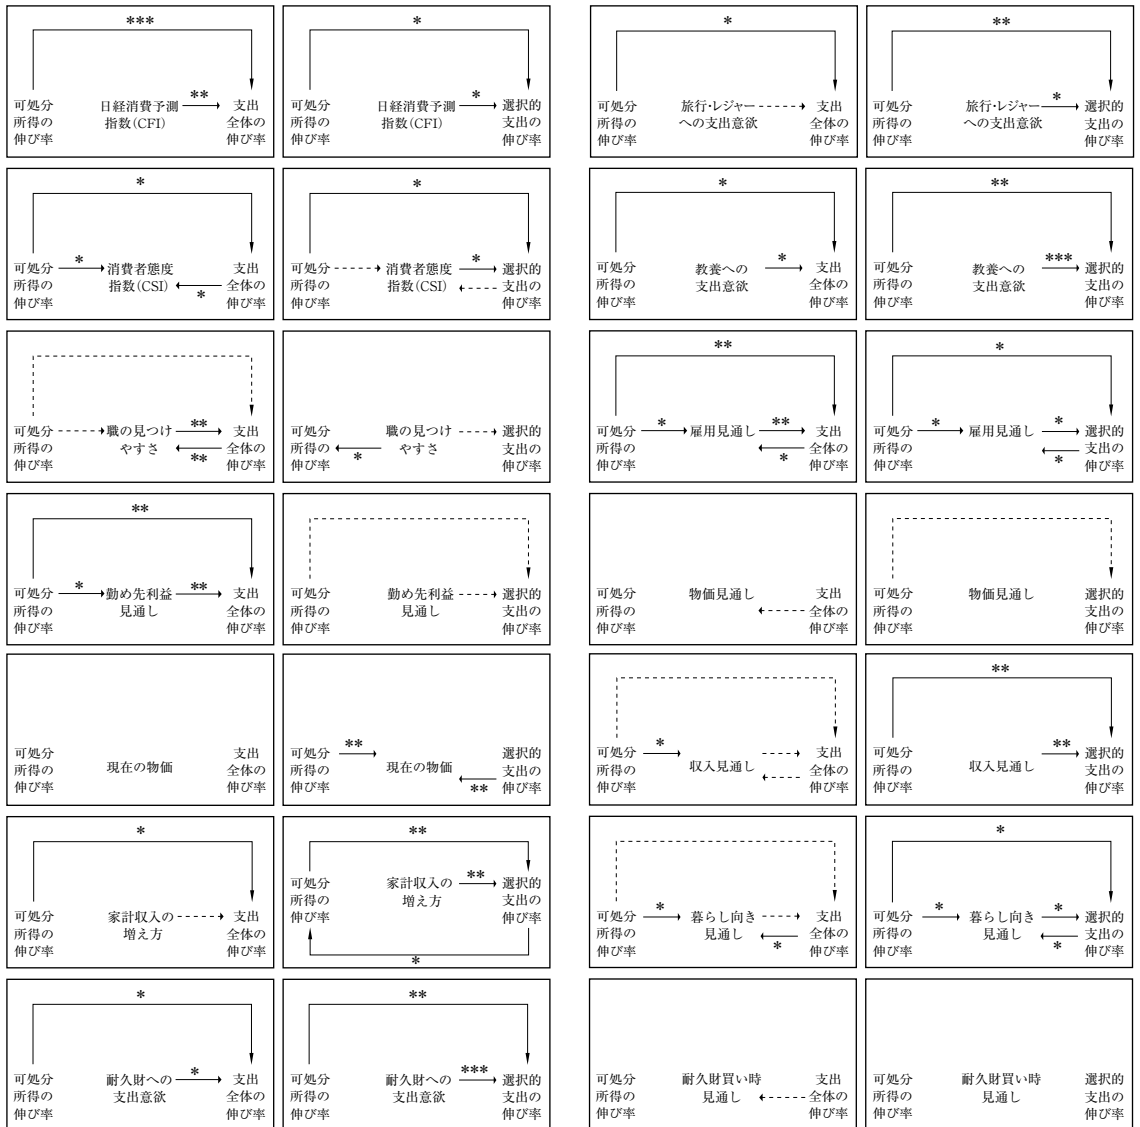 ***
可処分
所得の
伸び率
日経消費予測
指数(CFI)
**
支出
全体の
伸び率
*
可処分
所得の
伸び率
日経消費予測
指数(CFI)
*
選択的
支出の
伸び率
*
可処分
所得の
伸び率
旅行・レジャー
への支出意欲
支出
全体の
伸び率
**
可処分
所得の
伸び率
旅行・レジャー
への支出意欲
*
選択的
支出の
伸び率
*
可処分
所得の
伸び率
*
消費者態度
指数(CSI)
*
支出
全体の
伸び率
*
可処分
所得の
伸び率
消費者態度
指数(CSI)
*
選択的
支出の
伸び率
*
可処分
所得の
伸び率
教養への
支出意欲
*
支出
全体の
伸び率
**
可処分
所得の
伸び率
教養への
支出意欲
***
選択的
支出の
伸び率
可処分
所得の
伸び率
職の見つけ
やすさ
**
**
支出
全体の
伸び率
可処分
所得の
伸び率
*
職の見つけ
やすさ
選択的
支出の
伸び率
**
可処分
所得の
伸び率
*
雇用見通し
**
*
支出
全体の
伸び率
*
可処分
所得の
伸び率
*
雇用見通し
*
*
選択的
支出の
伸び率
**
可処分
所得の
伸び率
*
勤め先利益
見通し
**
支出
全体の
伸び率
可処分
所得の
伸び率
勤め先利益
見通し
選択的
支出の
伸び率
可処分
所得の
伸び率
物価見通し
支出
全体の
伸び率
可処分
所得の
伸び率
物価見通し
選択的
支出の
伸び率
可処分
所得の
伸び率
現在の物価
支出
全体の
伸び率
可処分
所得の
伸び率
**
現在の物価
**
選択的
支出の
伸び率
可処分
所得の
伸び率
*
収入見通し
支出
全体の
伸び率
**
可処分
所得の
伸び率
収入見通し
**
選択的
支出の
伸び率
*
可処分
所得の
伸び率
家計収入の
増え方
支出
全体の
伸び率
**
可処分
所得の
伸び率
家計収入の
増え方
**
選択的
支出の
伸び率
*
可処分
所得の
伸び率
*
暮らし向き
見通し
*
支出
全体の
伸び率
*
可処分
所得の
伸び率
*
暮らし向き
見通し
*
*
選択的
支出の
伸び率
*
可処分
所得の
伸び率
耐久財への
支出意欲
*
支出
全体の
伸び率
**
可処分
所得の
伸び率
耐久財への
支出意欲
***
選択的
支出の
伸び率
可処分
所得の
伸び率
耐久財買い時
見通し
支出
全体の
伸び率
可処分
所得の
伸び率
耐久財買い時
見通し
選択的
支出の
伸び率